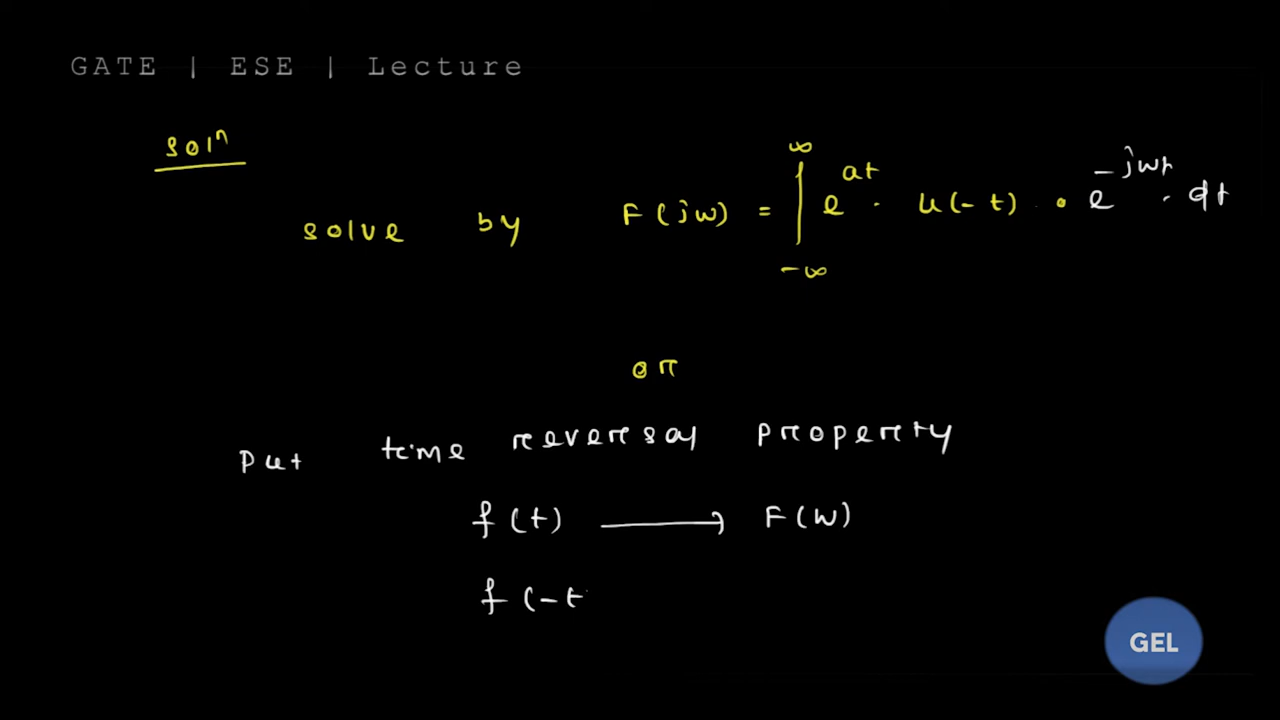 GATE | ESE | Lecture
soln
solve by F(jw) = ∫_{-∞}^{∞} e^{at} · u(-t) · e^{-jwt} · dt
or
put time reversal property
f(t) ⟶ F(w)
f(-t
GEL